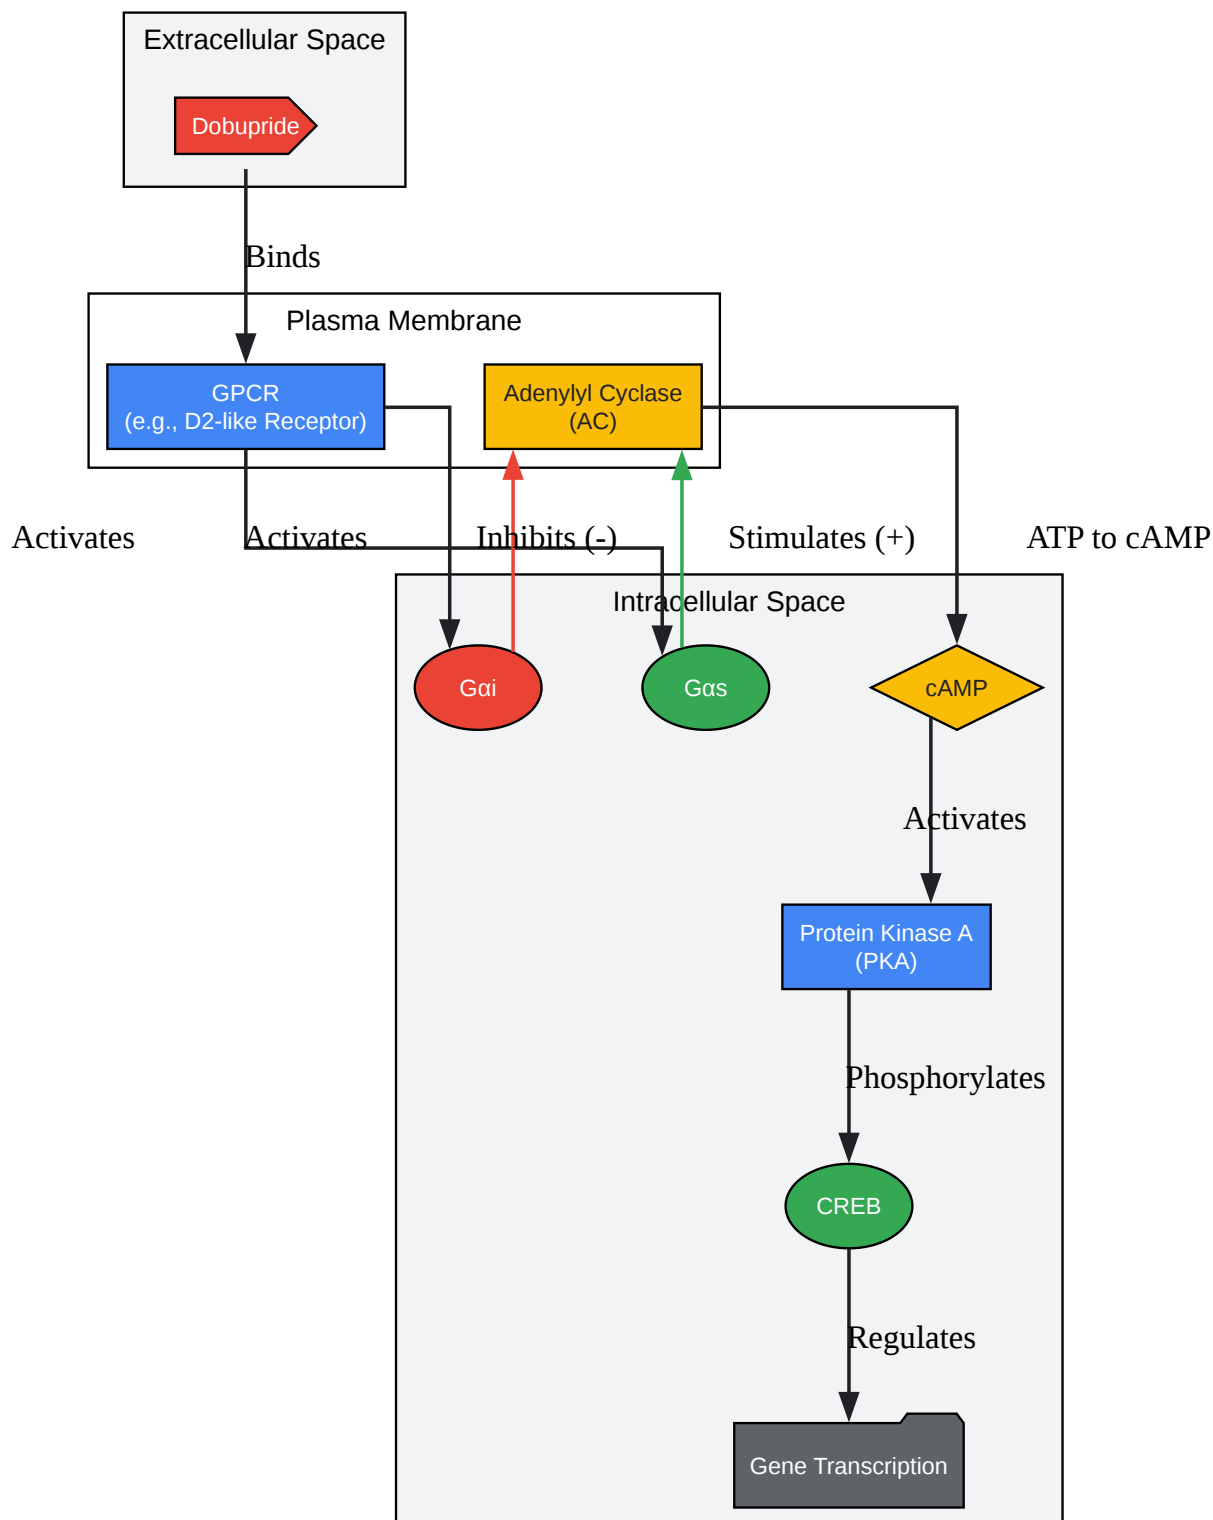 Extracellular Space
Dobupride
Binds
Plasma Membrane
GPCR
(e.g., D2-like Receptor)
Adenylyl Cyclase
(AC)
Activates
Activates
Inhibits (-)
Stimulates (+)
ATP to cAMP
Intracellular Space
Gαi
Gαs
cAMP
Activates
Protein Kinase A
(PKA)
Phosphorylates
CREB
Regulates
Gene Transcription